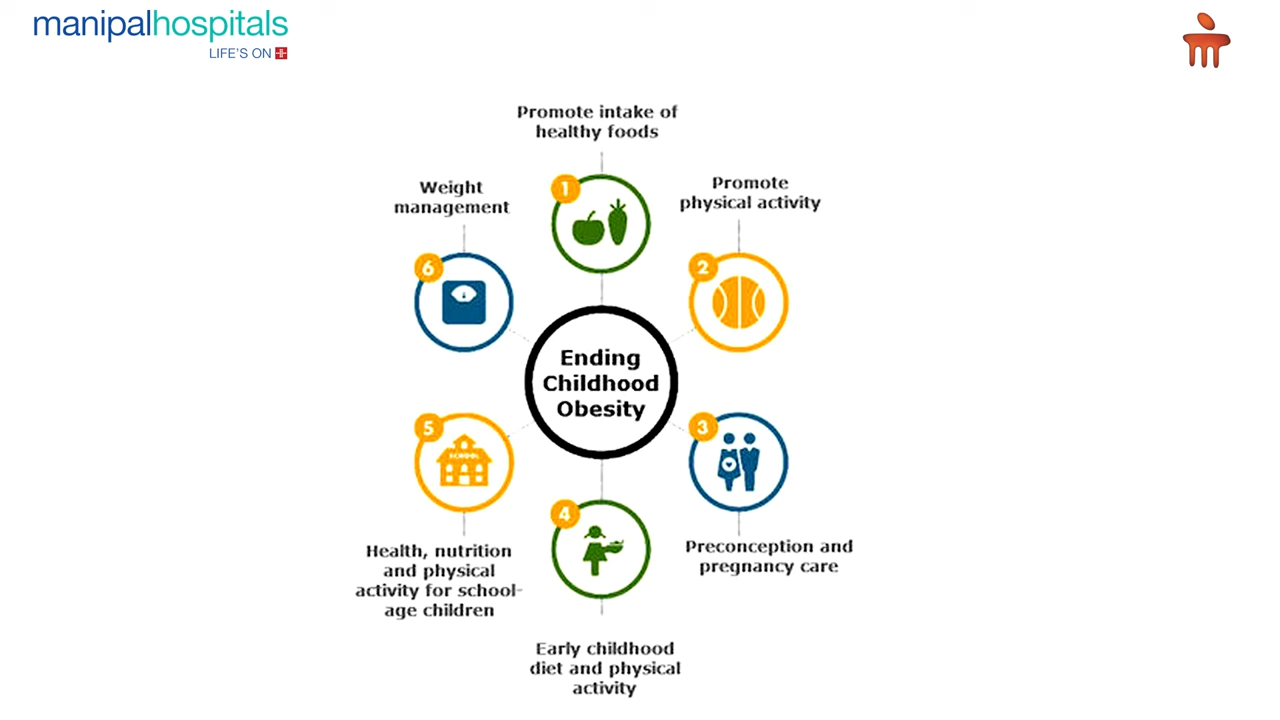 manipalhospitals
LIFE'S ON
Promote intake of
healthy foods
1
Promote
physical activity
2
Preconception and
pregnancy care
3
Early childhood
diet and physical
activity
4
Health, nutrition
and physical
activity for school-
age children
5
SCHOOL
Weight
management
6
Ending
Childhood
Obesity